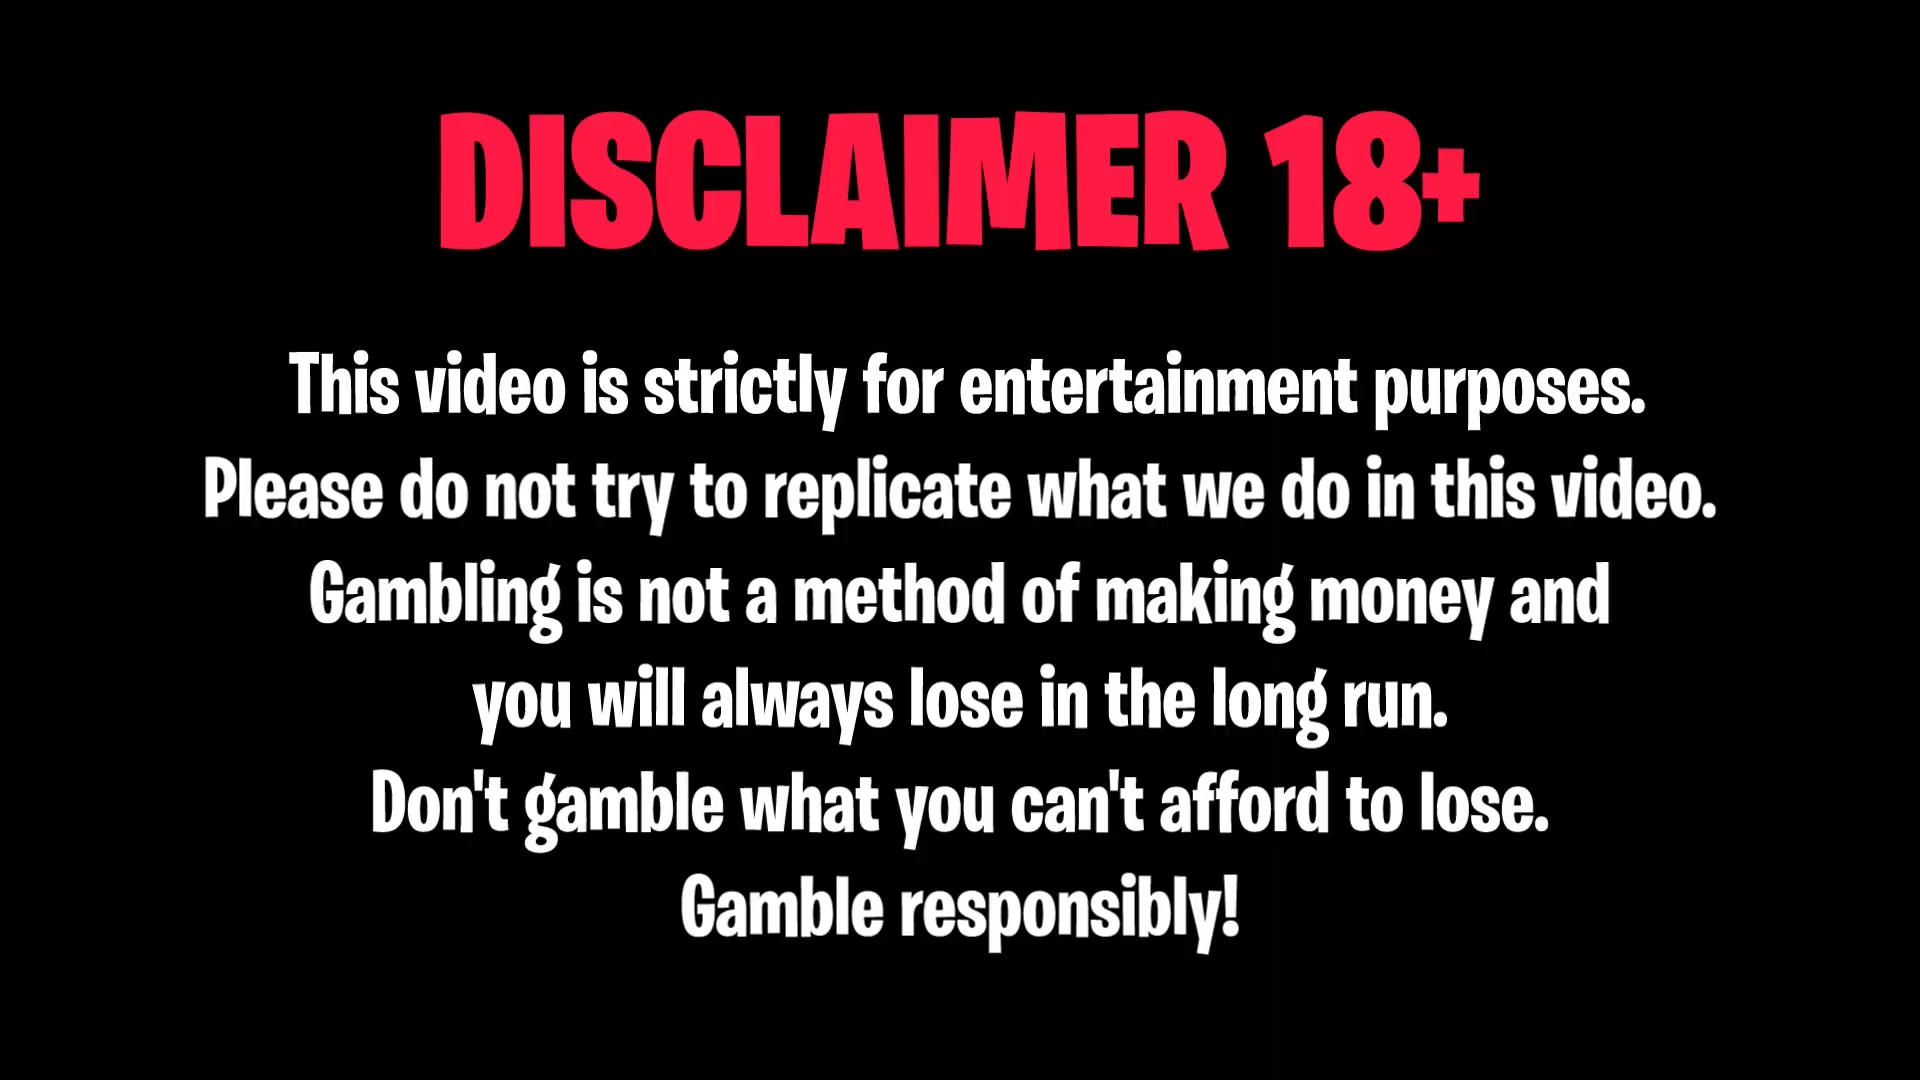 DISCLAIMER 18+
This video is strictly for entertainment purposes.
Please do not try to replicate what we do in this video.
Gambling is not a method of making money and
you will always lose in the long run.
Don't gamble what you can't afford to lose.
Gamble responsibly!